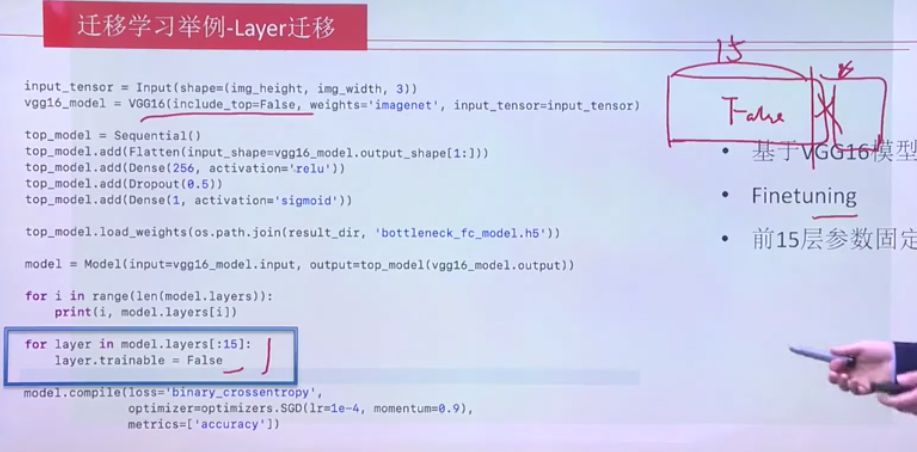 迁移学习举例-Layer迁移
input_tensor = Input(shape=(img_height, img_width, 3))
vgg16_model = VGG16(include_top=False, weights='imagenet', input_tensor=input_tensor)
top_model = Sequential()
top_model.add(Flatten(input_shape=vgg16_model.output_shape[1:]))
top_model.add(Dense(256, activation='relu'))
top_model.add(Dropout(0.5))
top_model.add(Dense(1, activation='sigmoid'))
top_model.load_weights(os.path.join(result_dir, 'bottleneck_fc_model.h5'))
model = Model(input=vgg16_model.input, output=top_model(vgg16_model.output))
for i in range(len(model.layers)):
print(i, model.layers[i])
for layer in model.layers[:15]:
layer.trainable = False
model.compile(loss='binary_crossentropy',
optimizer=optimizers.SGD(lr=1e-4, momentum=0.9),
metrics=['accuracy'])
15
False
• 基于VGG16模型
• Finetuning
• 前15层参数固定